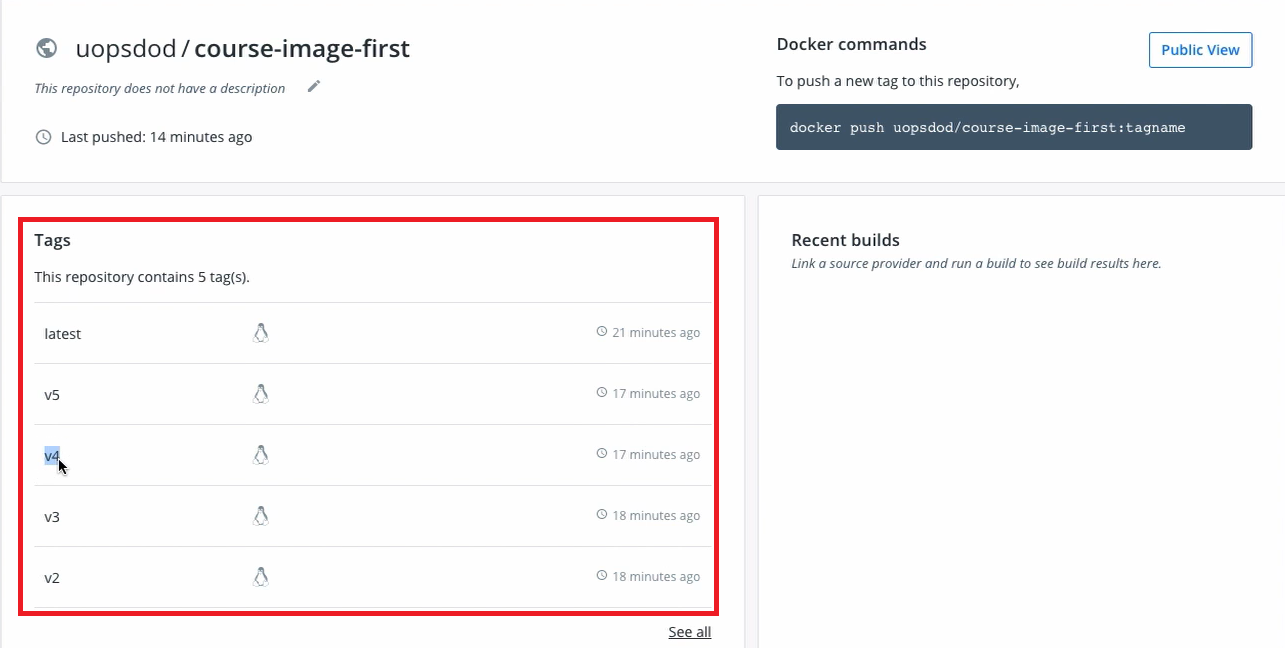 uopsdod / course-image-first
This repository does not have a description
Last pushed: 14 minutes ago
Docker commands
Public View
To push a new tag to this repository,
docker push uopsdod/course-image-first:tagname
Tags
This repository contains 5 tag(s).
latest 21 minutes ago
v5 17 minutes ago
v4 17 minutes ago
v3 18 minutes ago
v2 18 minutes ago
See all
Recent builds
Link a source provider and run a build to see build results here.